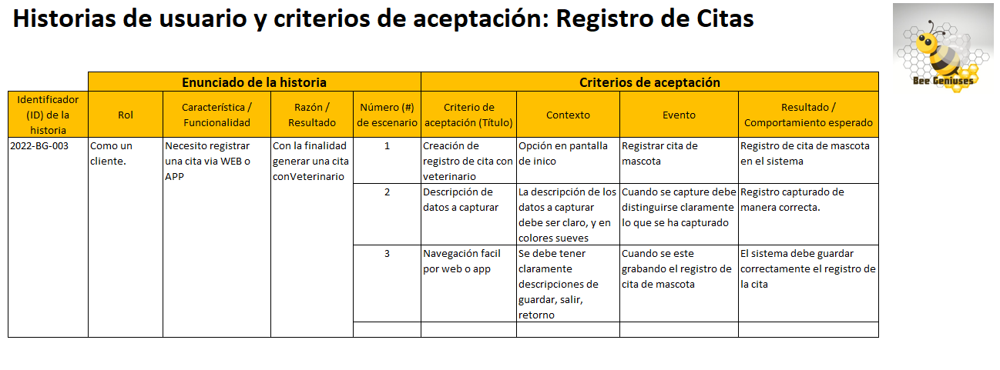 Historias de usuario y criterios de aceptación: Registro de Citas
Bee Geniuses
Enunciado de la historia
Criterios de aceptación
Identificador
(ID) de la
historia
Rol
Característica /
Funcionalidad
Razón /
Resultado
Número (#)
de escenario
Criterio de
aceptación (Título)
Contexto
Evento
Resultado /
Comportamiento esperado
2022-BG-003
Como un
cliente.
Necesito registrar
una cita via WEB o
APP
Con la finalidad
generar una cita
conVeterinario
1
Creación de
registro de cita con
veterinario
Opción en pantalla
de inico
Registrar cita de
mascota
Registro de cita de mascota
en el sistema
2
Descripción de
datos a capturar
La descripción de los
datos a capturar
debe ser claro, y en
colores sueves
Cuando se capture debe
distinguirse claramente
lo que se ha capturado
Registro capturado de
manera correcta.
3
Navegación facil
por web o app
Se debe tener
claramente
descripciones de
guardar, salir,
retorno
Cuando se este
grabando el registro de
cita de mascota
El sistema debe guardar
correctamente el registro de
la cita